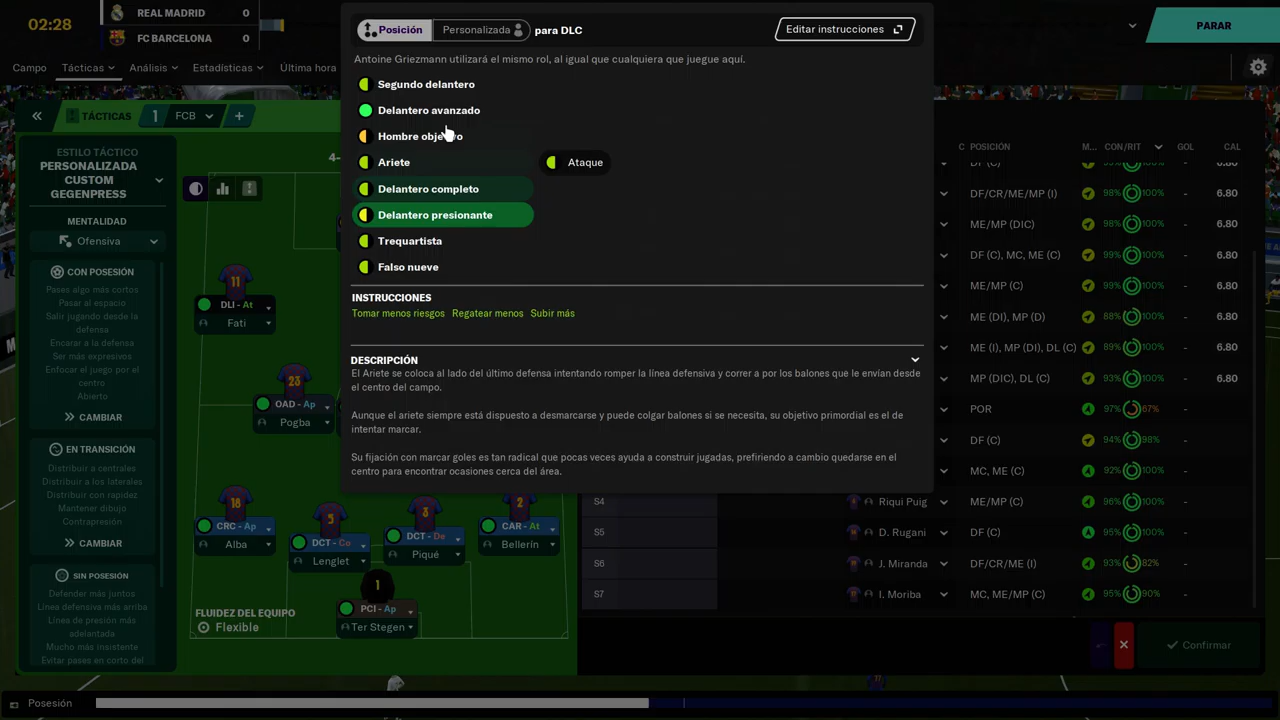 02:28
REAL MADRID 0
FC BARCELONA 0
PARAR
Campo Tácticas Análisis Estadísticas Última hora
Posición Personalizada para DLC Editar instrucciones
Antoine Griezmann utilizará el mismo rol, al igual que cualquiera que juegue aquí.
Segundo delantero
Delantero avanzado
Hombre objetivo
Ariete Ataque
Delantero completo
Delantero presionante
Trequartista
Falso nueve
INSTRUCCIONES
Tomar menos riesgos Regatear menos Subir más
DESCRIPCIÓN
El Ariete se coloca al lado del último defensa intentando romper la línea defensiva y correr a por los balones que le envían desde
el centro del campo.
Aunque el ariete siempre está dispuesto a desmarcarse y puede colgar balones si se necesita, su objetivo primordial es el de
intentar marcar.
Su fijación con marcar goles es tan radical que pocas veces ayuda a construir jugadas, prefiriendo a cambio quedarse en el
centro para encontrar ocasiones cerca del área.
TÁCTICAS 1 FCB
ESTILO TÁCTICO
PERSONALIZADA
CUSTOM
GEGENPRESS
MENTALIDAD
Ofensiva
CON POSESIÓN
Pases algo más cortos
Pasar al espacio
Salir jugando desde la
defensa
Encarar a la defensa
Ser más expresivos
Enfocar el juego por el
centro
Abierto
CAMBIAR
EN TRANSICIÓN
Distribuir a centrales
Distribuir a los laterales
Distribuir con rapidez
Mantener dibujo
Contrapresión
CAMBIAR
SIN POSESIÓN
Defender más juntos
Línea defensiva más arriba
Línea de presión más
adelantada
Mucho más insistente
Evitar pases en corto del
4-
11
DLI - At
Fati
23
OAD - Ap
Pogba
18
CRC - Ap
Alba
5
DCT - Co
Lenglet
3
DCT - De
Piqué
2
CAR - At
Bellerín
1
PCI - Ap
Ter Stegen
FLUIDEZ DEL EQUIPO
Flexible
C POSICIÓN M... CON/RIT GOL CAL
DF (C) 99% 100% - 6.80
DF/CR/ME/MP (I) 98% 100% - 6.80
ME/MP (DIC) 98% 100% - 6.80
DF (C), MC, ME (C) 99% 100% - 6.80
ME/MP (C) 99% 100% - 6.80
ME (DI), MP (D) 88% 100% - 6.80
ME (I), MP (DI), DL (C) 89% 100% - 6.80
MP (DIC), DL (C) 93% 100% - 6.80
POR 97% 67% -
DF (C) 94% 98% -
MC, ME (C) 92% 100% -
S4 Riqui Puig ME/MP (C) 96% 100% -
S5 D. Rugani DF (C) 95% 100% -
S6 J. Miranda DF/CR/ME (I) 93% 82% -
S7 I. Moriba MC, ME/MP (C) 95% 90% -
Confirmar
Posesión
17